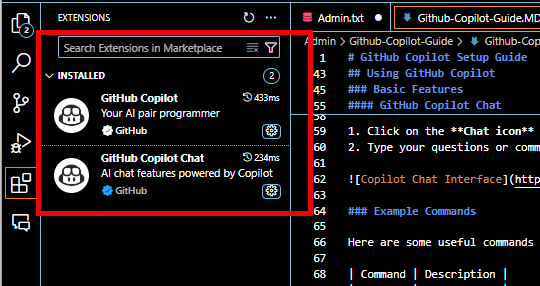 2
EXTENSIONS
Search Extensions in Marketplace
INSTALLED
2
GitHub Copilot
433ms
Your AI pair programmer
GitHub
GitHub Copilot Chat
234ms
AI chat features powered by Copilot
GitHub
Admin.txt
Github-Copilot-Guide.MD
Admin > Github-Copilot-Guide >
1 # GitHub Copilot Setup Guide
43 ## Using GitHub Copilot
45 ### Basic Features
55 #### GitHub Copilot Chat
59 1. Click on the **Chat icon**
60 2. Type your questions or comm
61
62 ![Copilot Chat Interface](http
63
64 ### Example Commands
65
66 Here are some useful commands
67
68 | Command | Description |